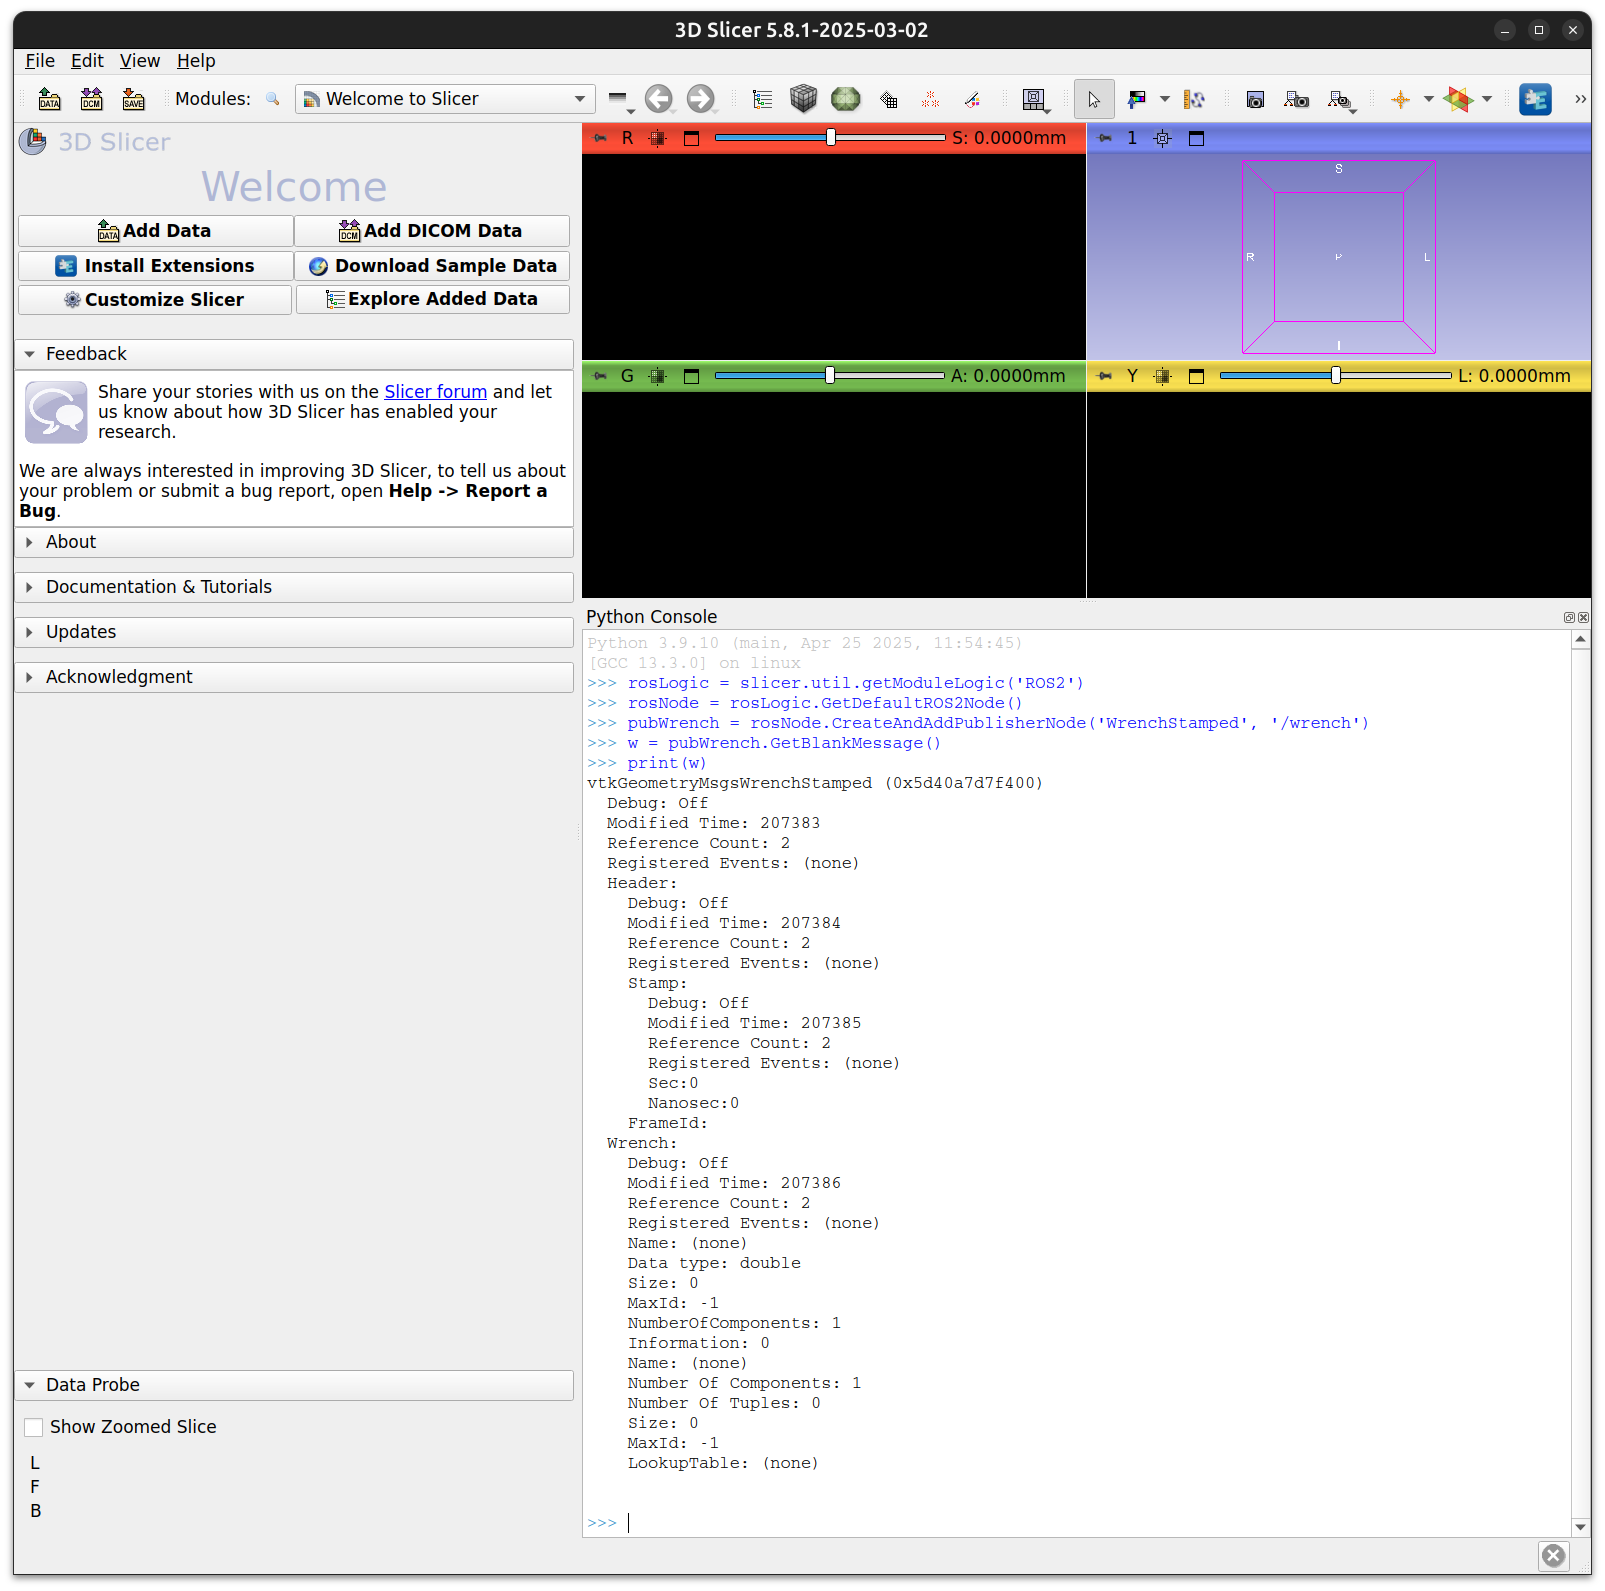 3D Slicer 5.8.1-2025-03-02
File Edit View Help
DATA DCM SAVE Modules: Welcome to Slicer
3D Slicer
Welcome
DATA Add Data
DCM Add DICOM Data
Install Extensions
Download Sample Data
Customize Slicer
Explore Added Data
Feedback
Share your stories with us on the Slicer forum and let
us know about how 3D Slicer has enabled your
research.
We are always interested in improving 3D Slicer, to tell us about
your problem or submit a bug report, open Help -> Report a
Bug.
About
Documentation & Tutorials
Updates
Acknowledgment
Data Probe
Show Zoomed Slice
L
F
B
R S: 0.0000mm
1
S
R P L
I
G A: 0.0000mm
Y L: 0.0000mm
Python Console
Python 3.9.10 (main, Apr 25 2025, 11:54:45)
[GCC 13.3.0] on linux
>>> rosLogic = slicer.util.getModuleLogic('ROS2')
>>> rosNode = rosLogic.GetDefaultROS2Node()
>>> pubWrench = rosNode.CreateAndAddPublisherNode('WrenchStamped', '/wrench')
>>> w = pubWrench.GetBlankMessage()
>>> print(w)
vtkGeometryMsgsWrenchStamped (0x5d40a7d7f400)
Debug: Off
Modified Time: 207383
Reference Count: 2
Registered Events: (none)
Header:
Debug: Off
Modified Time: 207384
Reference Count: 2
Registered Events: (none)
Stamp:
Debug: Off
Modified Time: 207385
Reference Count: 2
Registered Events: (none)
Sec:0
Nanosec:0
FrameId:
Wrench:
Debug: Off
Modified Time: 207386
Reference Count: 2
Registered Events: (none)
Name: (none)
Data type: double
Size: 0
MaxId: -1
NumberOfComponents: 1
Information: 0
Name: (none)
Number Of Components: 1
Number Of Tuples: 0
Size: 0
MaxId: -1
LookupTable: (none)
>>>